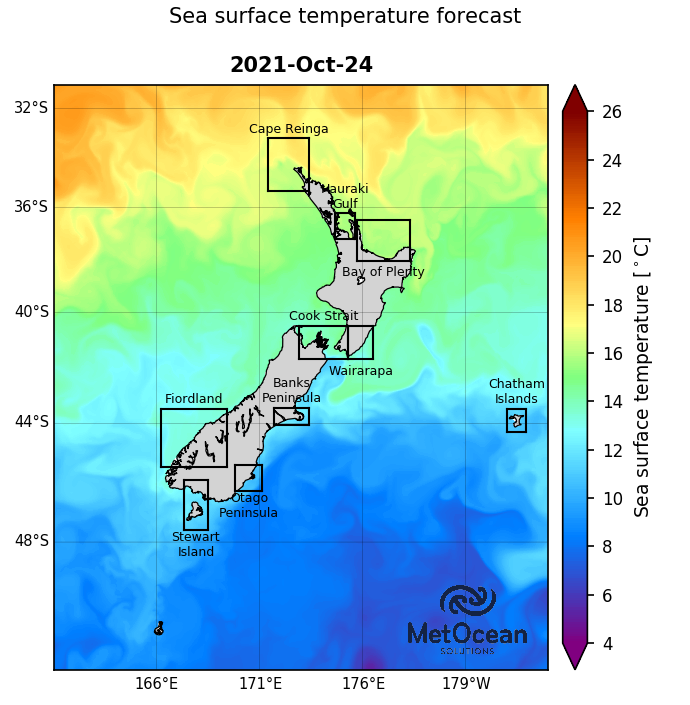 Sea surface temperature forecast
2021-Oct-24
32°S
36°S
40°S
44°S
48°S
166°E
171°E
176°E
179°W
Cape Reinga
Hauraki
Gulf
Bay of Plenty
Cook Strait
Wairarapa
Banks
Peninsula
Fiordland
Chatham
Islands
Otago
Peninsula
Stewart
Island
MetOcean
SOLUTIONS
26
24
22
20
18
16
14
12
10
8
6
4
Sea surface temperature [°C]